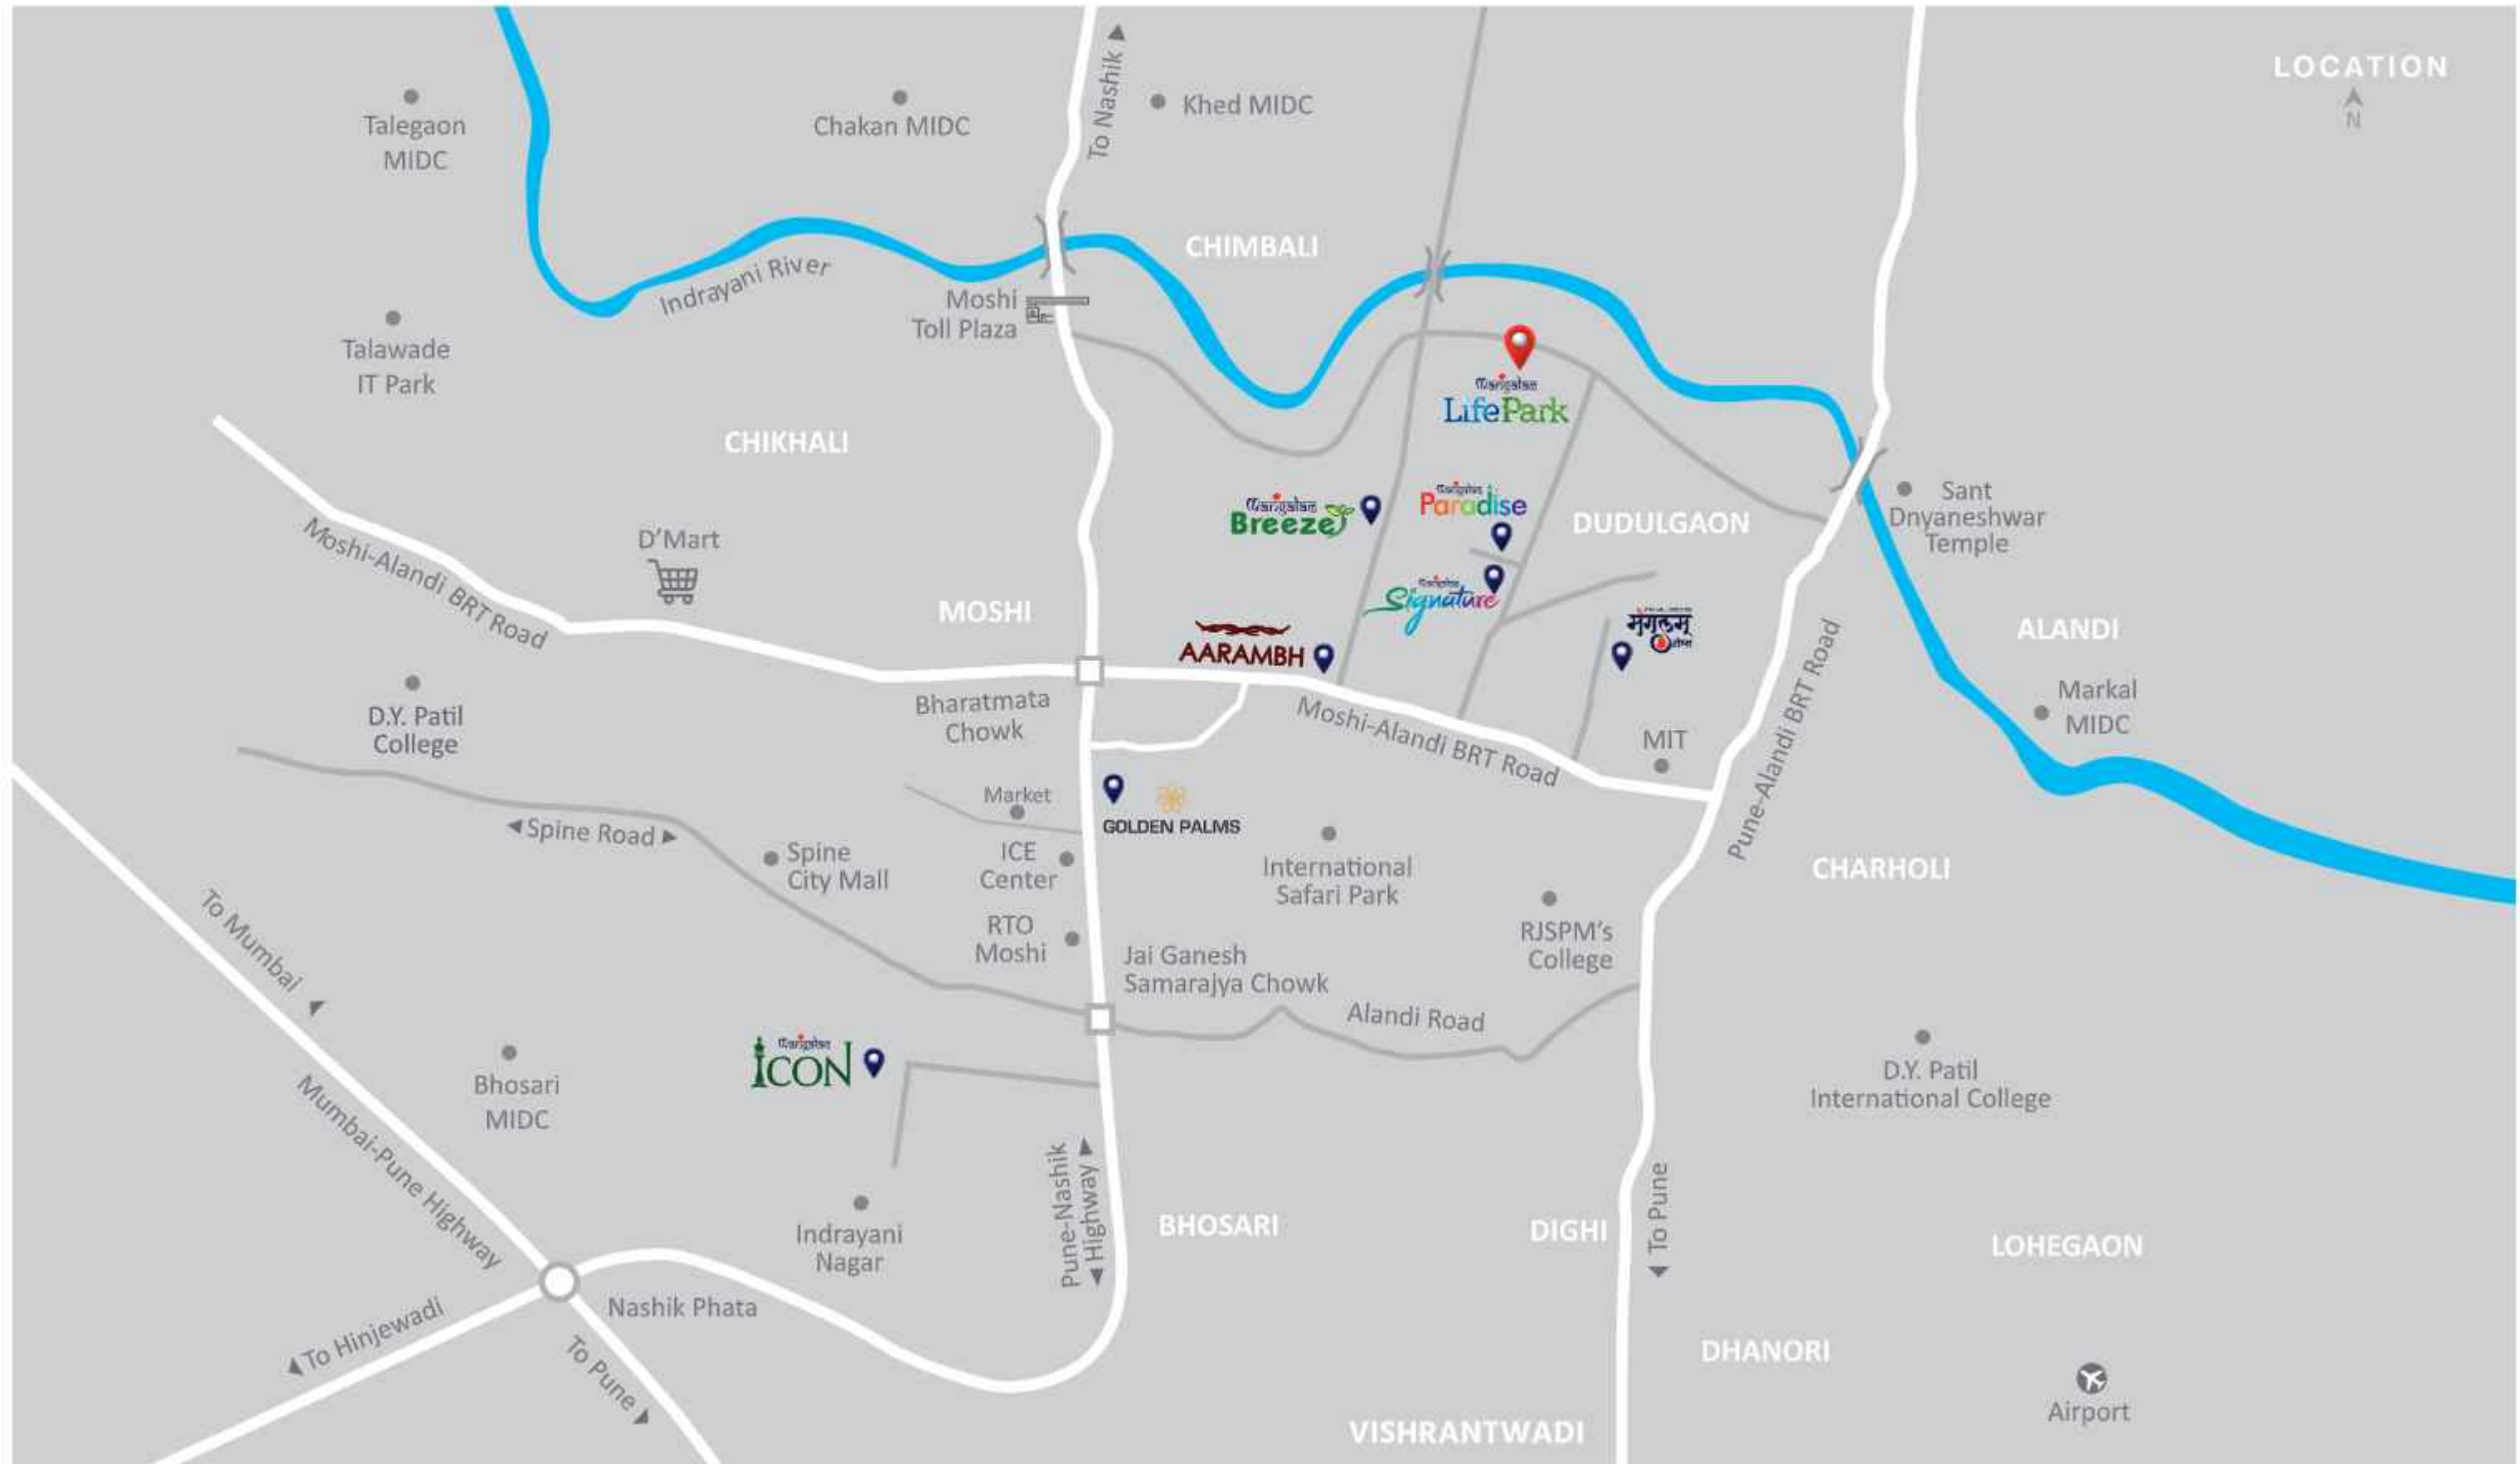 LOCATION
N
To Nashik
Talegaon
MIDC
Chakan MIDC
Khed MIDC
CHIMBALI
Indrayani River
Moshi
Toll Plaza
Talawade
IT Park
Mangalam
LifePark
CHIKHALI
Mangalam
Breeze
Mangalam
Paradise
DUDULGAON
Sant
Dnyaneshwar
Temple
Moshi-Alandi BRT Road
D'Mart
MOSHI
Mangalam
Signature
AARAMBH
मंगलम्
ALANDI
D.Y. Patil
College
Bharatmata
Chowk
Moshi-Alandi BRT Road
MIT
Pune-Alandi BRT Road
Markal
MIDC
Market
GOLDEN PALMS
Spine Road
Spine
City Mall
ICE
Center
International
Safari Park
CHARHOLI
RTO
Moshi
Jai Ganesh
Samarajya Chowk
RJSPM's
College
To Mumbai
Alandi Road
Mangalam
ICON
Bhosari
MIDC
D.Y. Patil
International College
Mumbai-Pune Highway
Indrayani
Nagar
Pune-Nashik
Highway
BHOSARI
DIGHI
To Pune
LOHEGAON
To Hinjewadi
Nashik Phata
To Pune
DHANORI
VISHRANTWADI
Airport